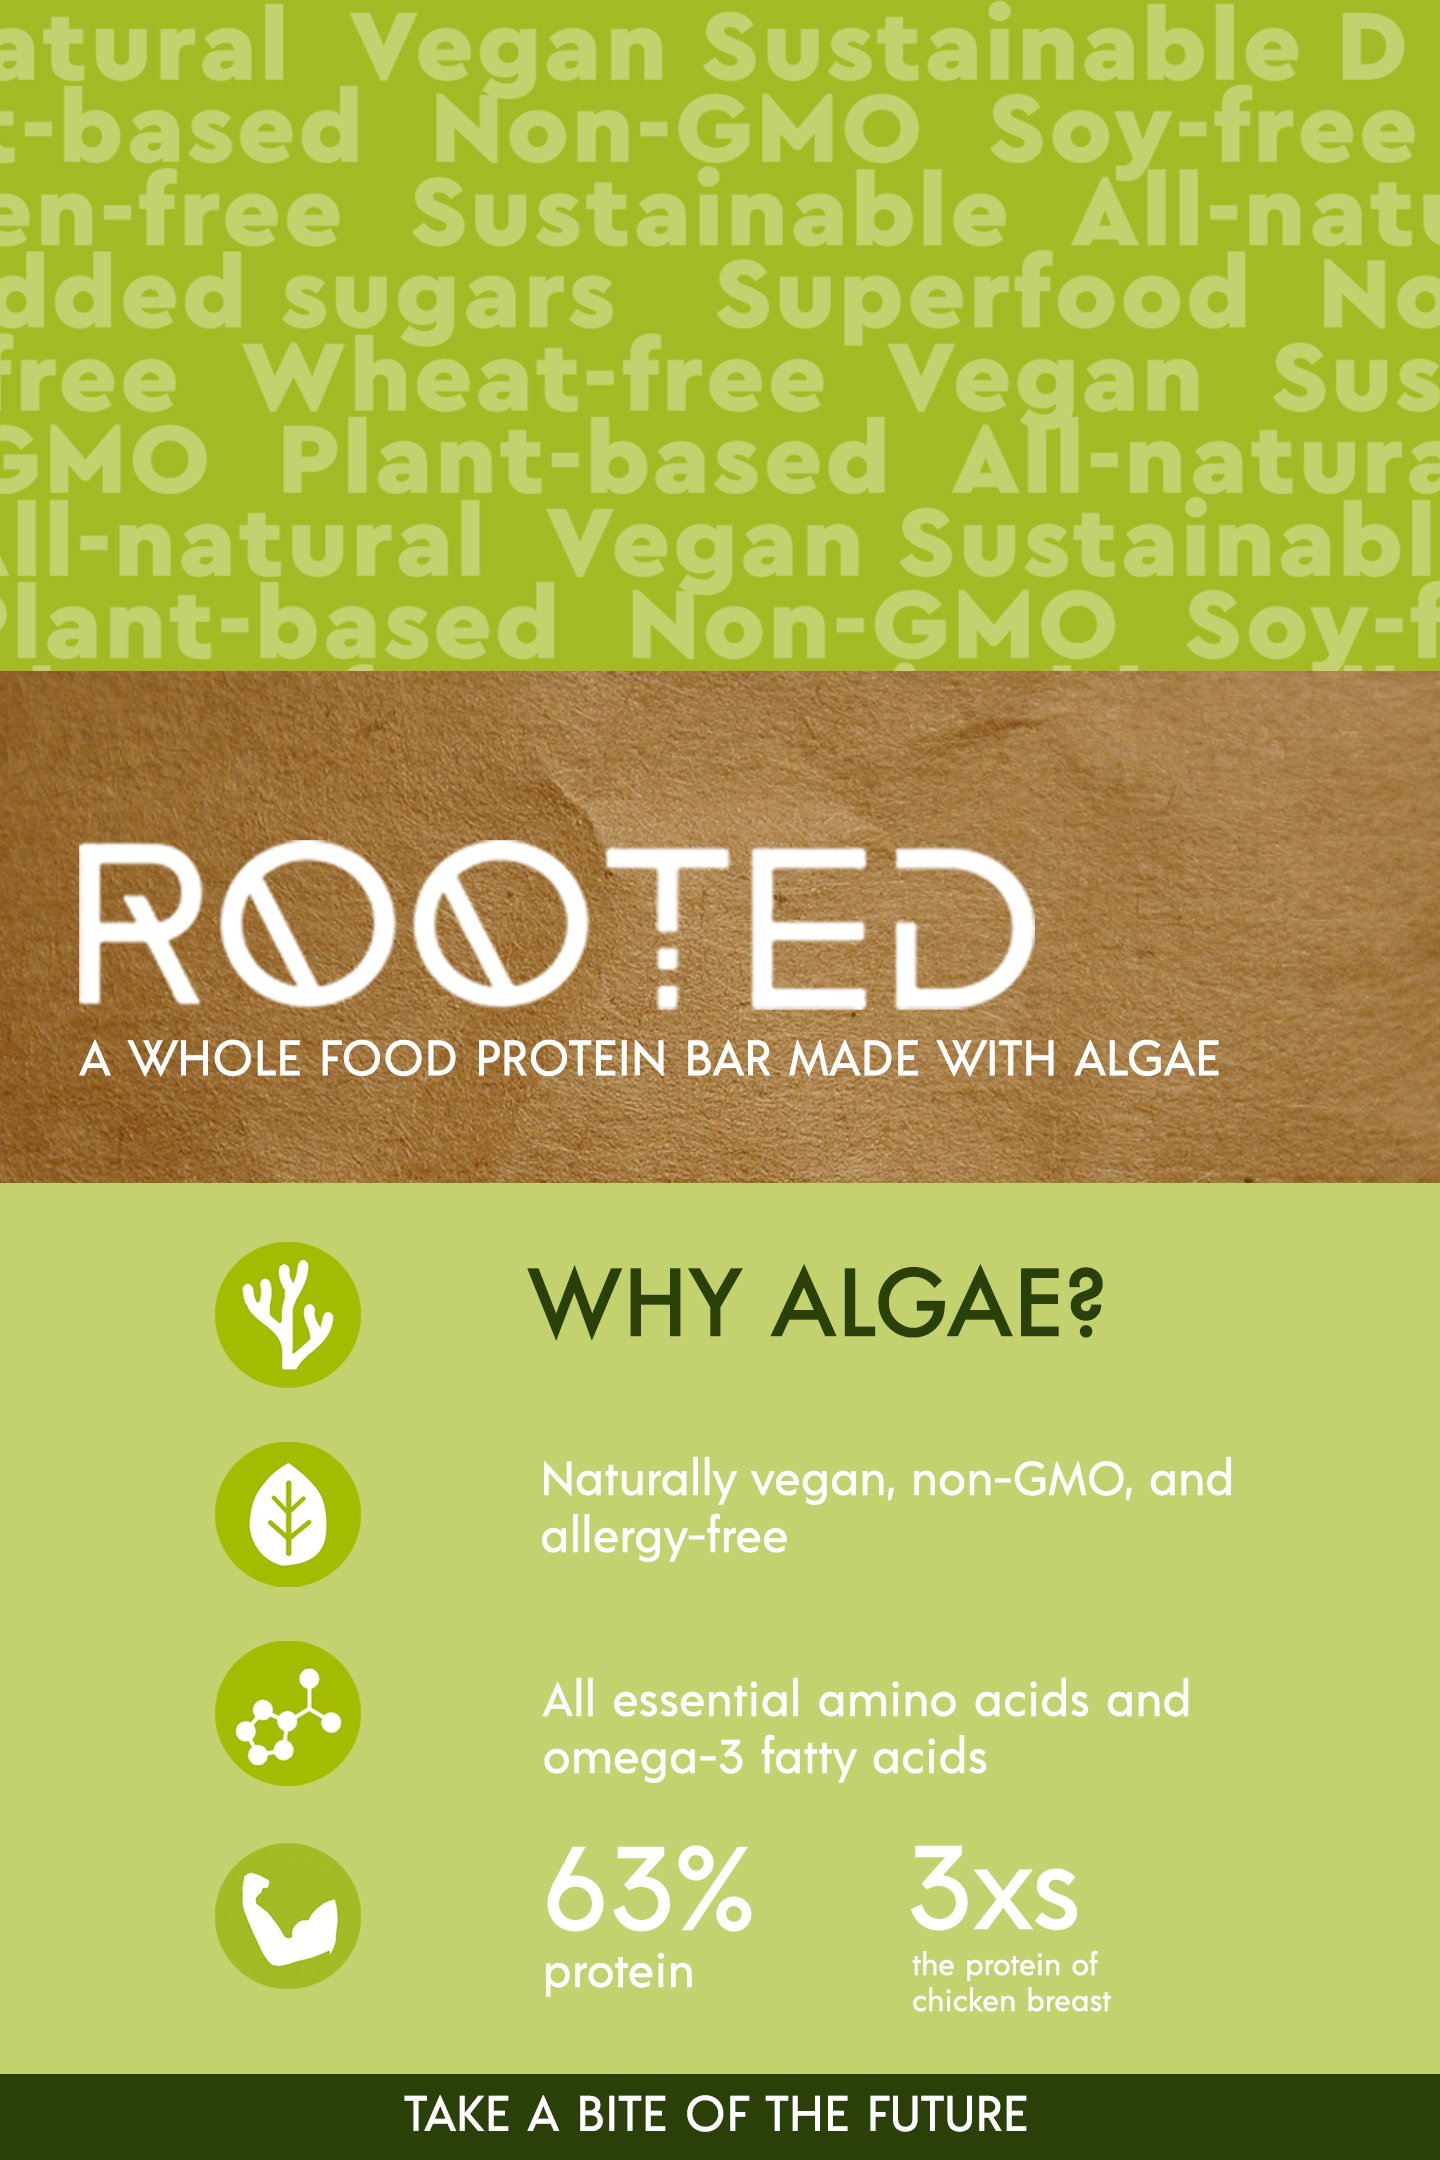 atural Vegan Sustainable D
t-based Non-GMO Soy-free
en-free Sustainable All-natu
dded sugars Superfood No
free Wheat-free Vegan Sus
GMO Plant-based All-natura
All-natural Vegan Sustainabl
Plant-based Non-GMO Soy-f
ROOTED
A WHOLE FOOD PROTEIN BAR MADE WITH ALGAE
WHY ALGAE?
Naturally vegan, non-GMO, and
allergy-free
All essential amino acids and
omega-3 fatty acids
63%
protein
3xs
the protein of
chicken breast
TAKE A BITE OF THE FUTURE